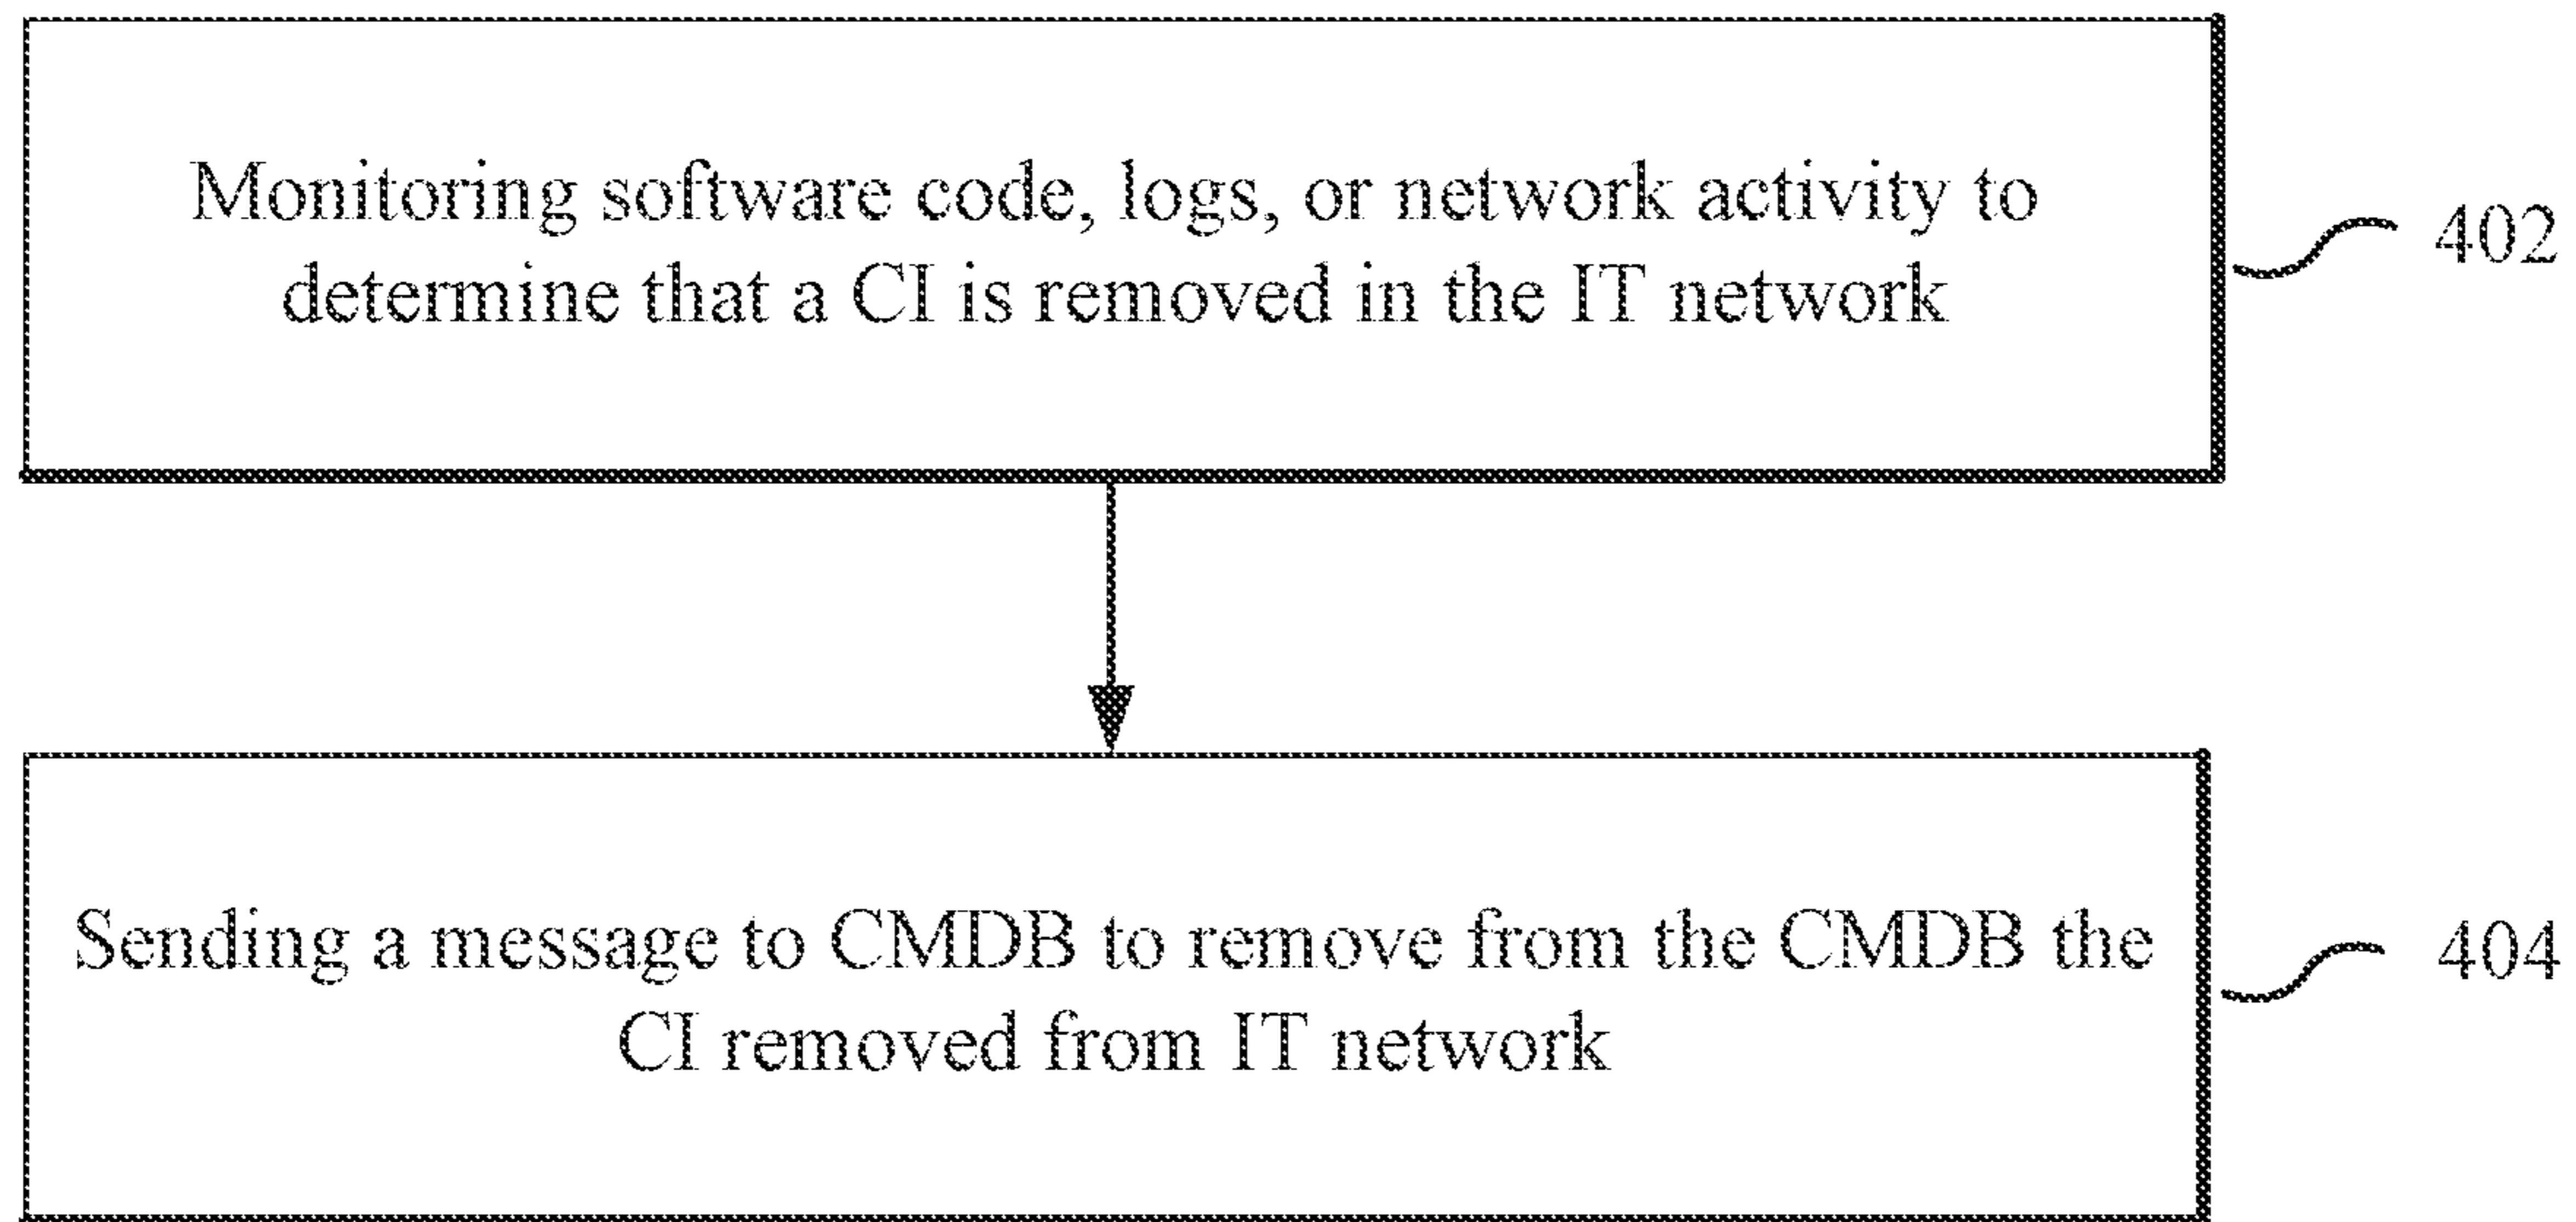 Monitoring software code, logs, or network activity to
determine that a CI is removed in the IT network
402
Sending a message to CMDB to remove from the CMDB the
CI removed from IT network
404